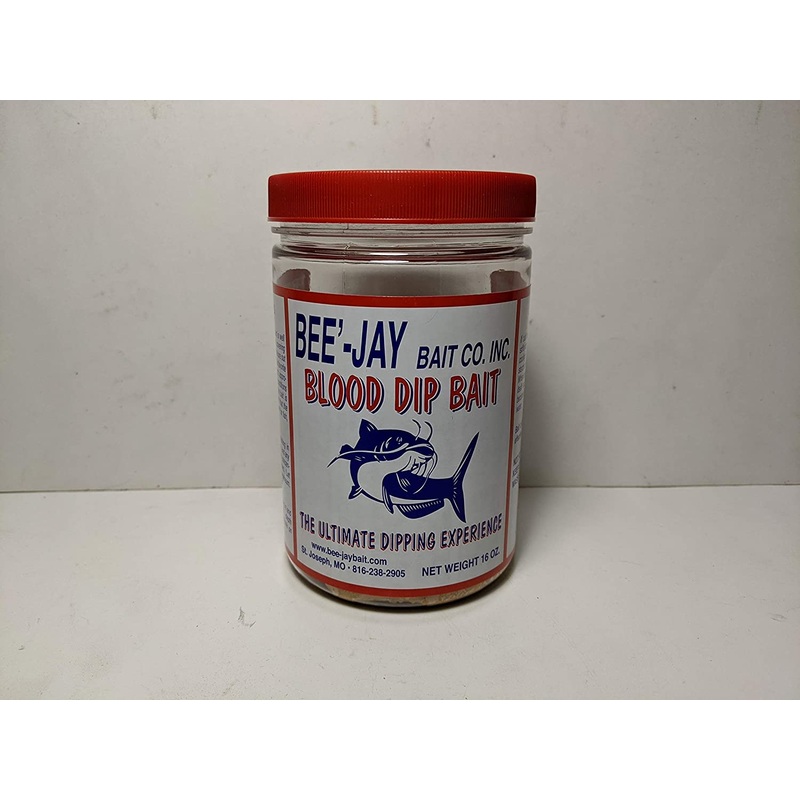 BEE'-JAY BAIT CO. INC.
BLOOD DIP BAIT
THE ULTIMATE DIPPING EXPERIENCE
www.bee-jaybait.com
St. Joseph, MO • 816-238-2905
NET WEIGHT 16 OZ.